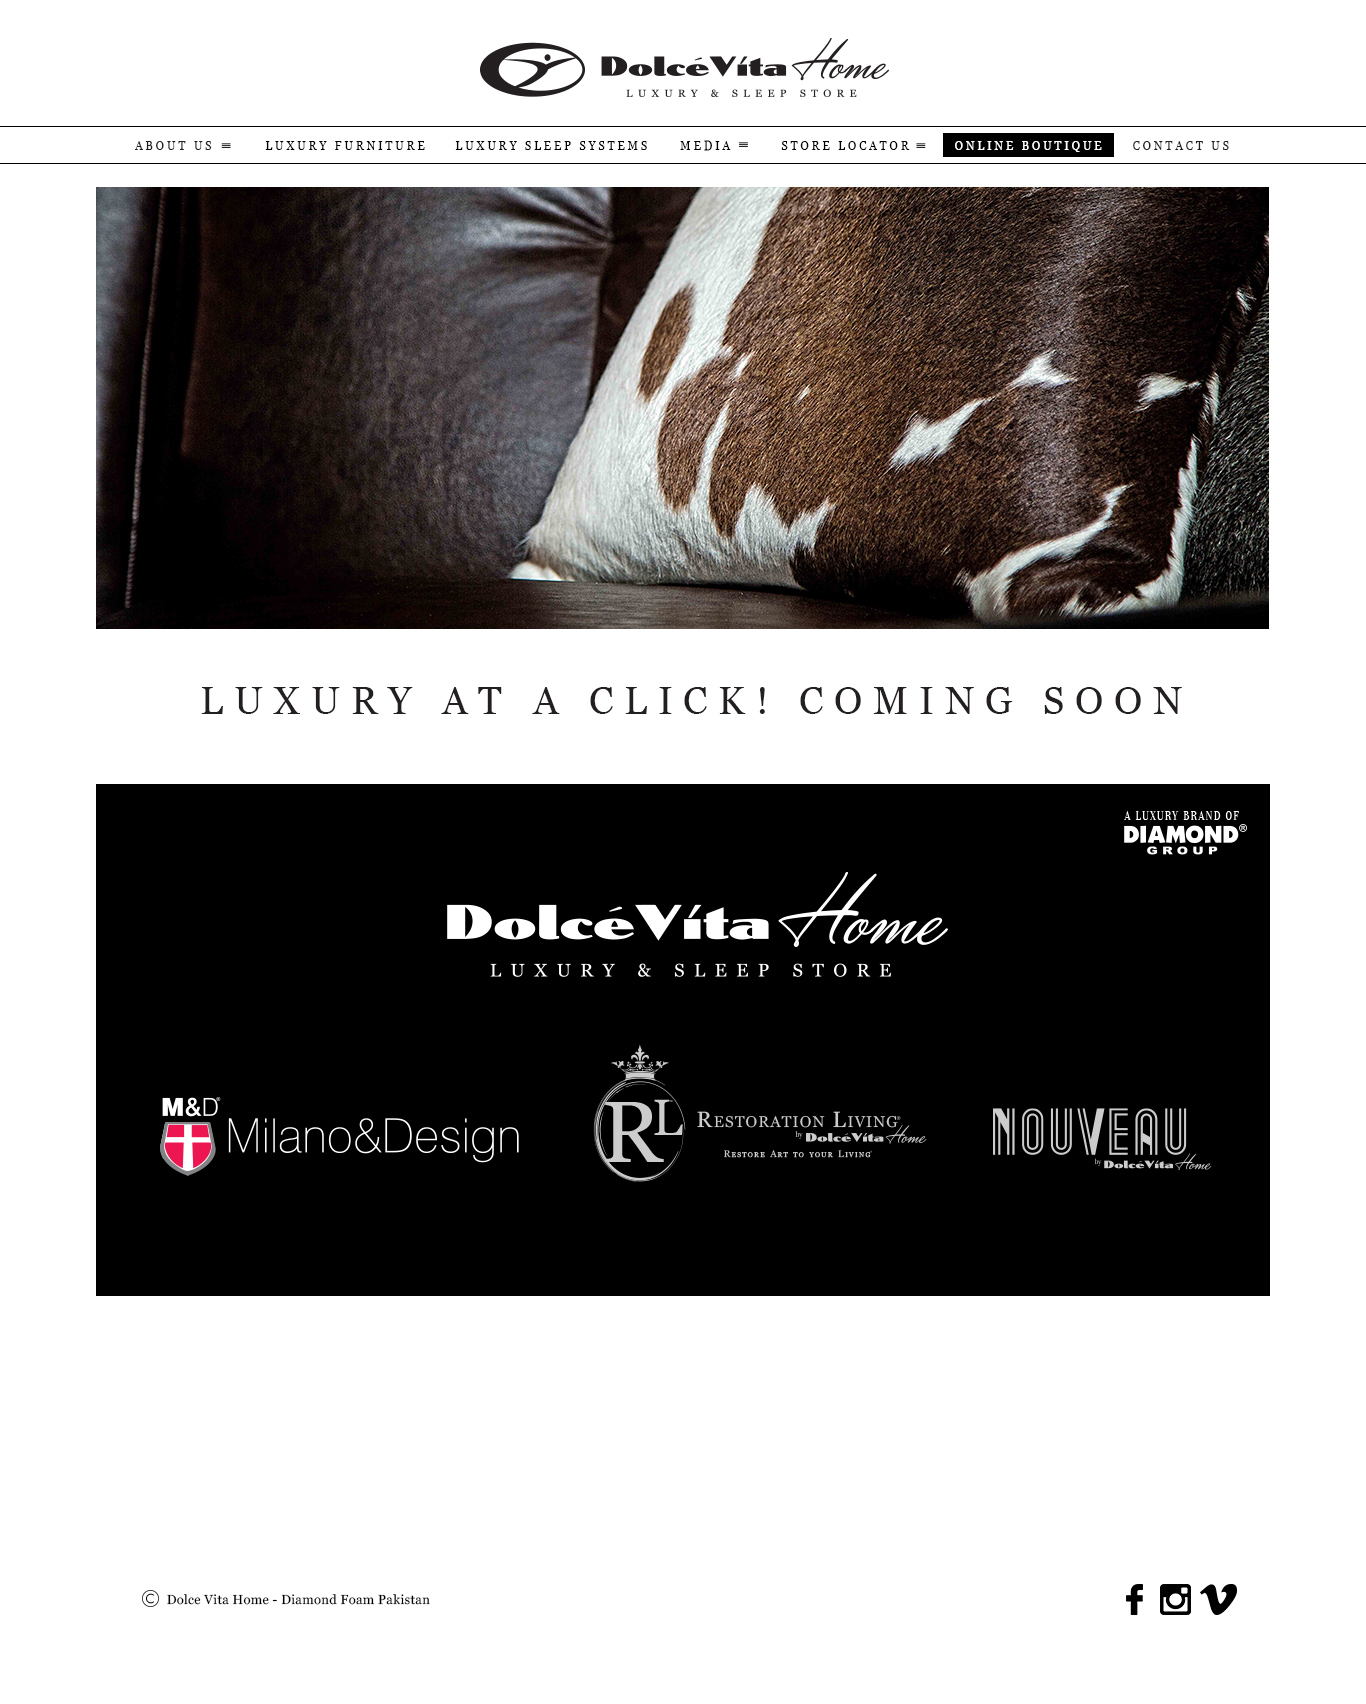 DolcéVíta Home
LUXURY & SLEEP STORE
ABOUT US LUXURY FURNITURE LUXURY SLEEP SYSTEMS MEDIA STORE LOCATOR ONLINE BOUTIQUE CONTACT US
LUXURY AT A CLICK! COMING SOON
A LUXURY BRAND OF
DIAMOND®
GROUP
DolcéVíta Home
LUXURY & SLEEP STORE
M&D®
Milano&Design
RL
RESTORATION LIVING®
by DolcéVíta Home
RESTORE ART TO YOUR LIVING
NOUVEAU
by DolcéVíta Home
© Dolce Vita Home - Diamond Foam Pakistan